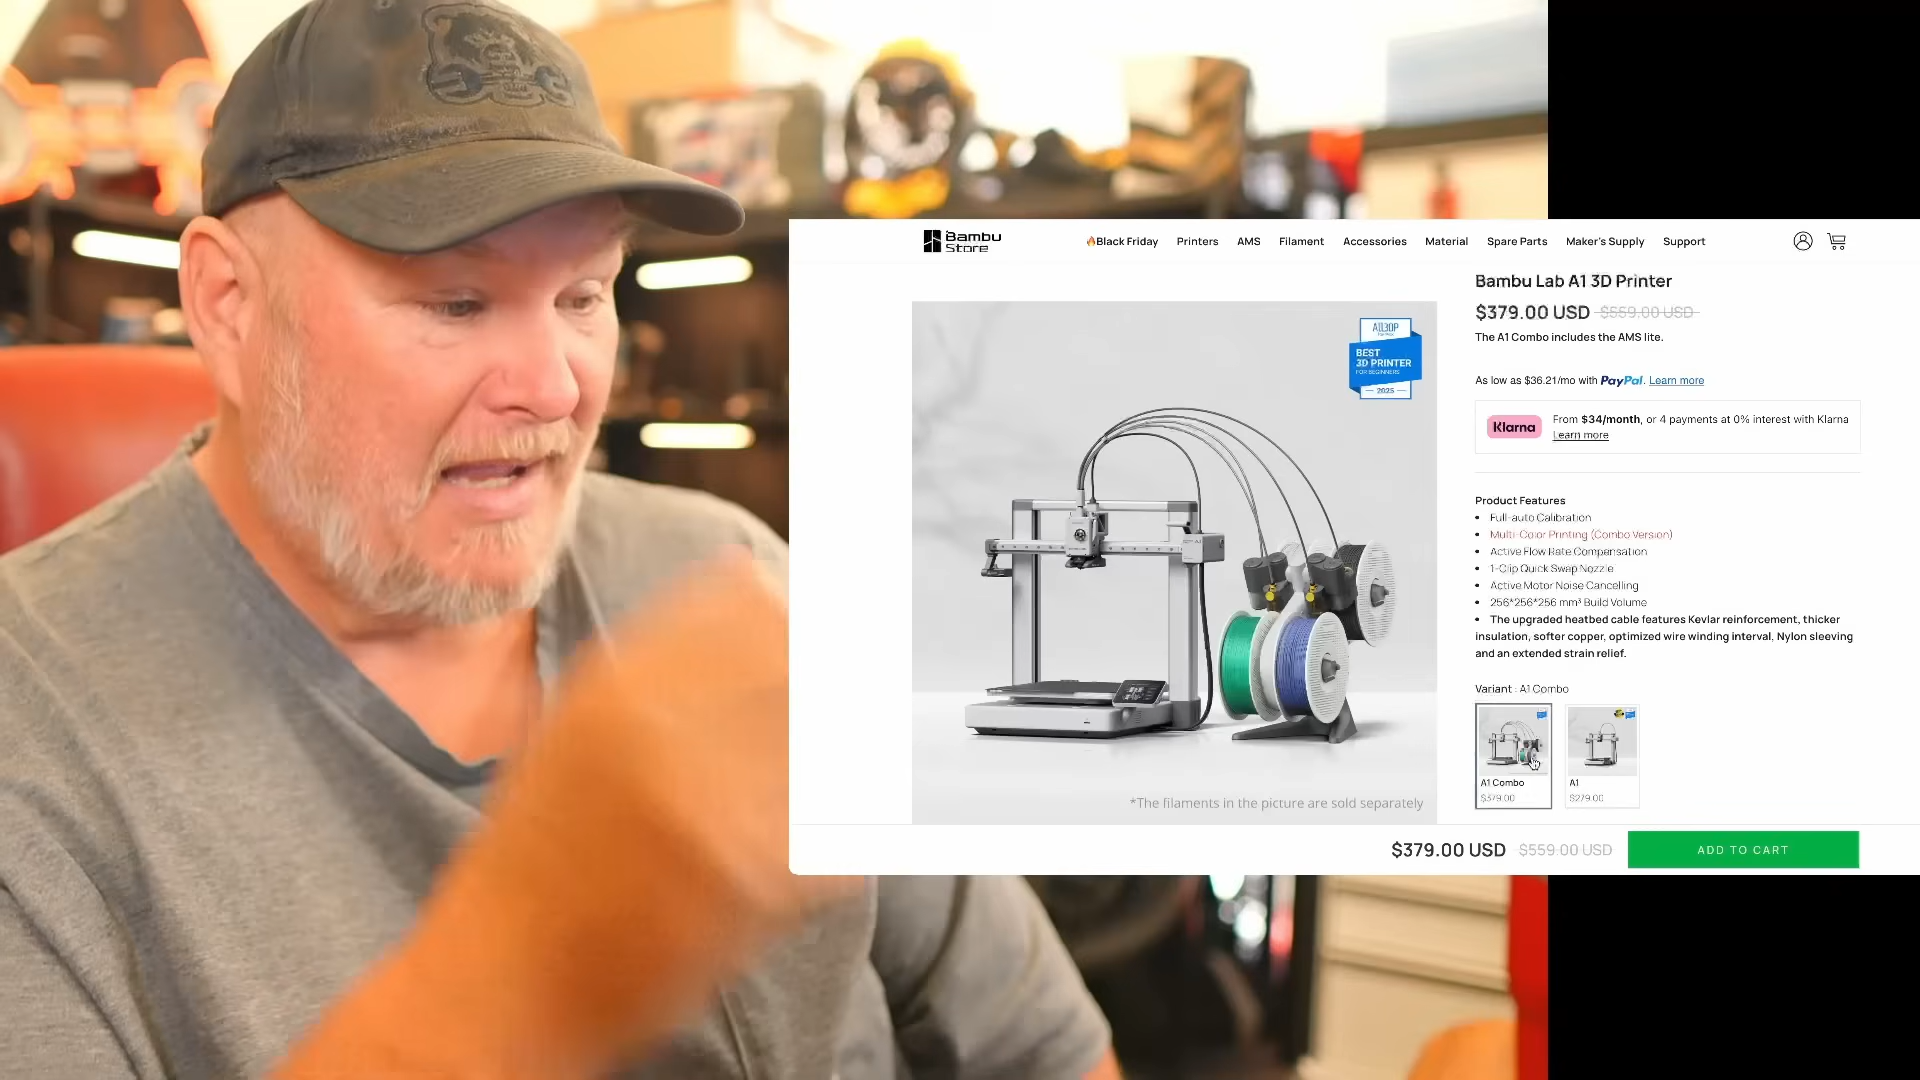 Bambu
Store
🔥Black Friday Printers AMS Filament Accessories Material Spare Parts Maker's Supply Support
Bambu Lab A1 3D Printer
$379.00 USD $559.00 USD
The A1 Combo includes the AMS lite.
As low as $36.21/mo with PayPal. Learn more
Klarna
From $34/month, or 4 payments at 0% interest with Klarna
Learn more
Product Features
• Full-auto Calibration
• Multi-Color Printing (Combo Version)
• Active Flow Rate Compensation
• 1-Clip Quick Swap Nozzle
• Active Motor Noise Cancelling
• 256*256*256 mm³ Build Volume
• The upgraded heatbed cable features Kevlar reinforcement, thicker
insulation, softer copper, optimized wire winding interval, Nylon sleeving
and an extended strain relief.
Variant : A1 Combo
A1 Combo
$379.00
A1
$279.00
ALL3DP
BEST
3D PRINTER
FOR BEGINNERS
2025
*The filaments in the picture are sold separately
$379.00 USD $559.00 USD
ADD TO CART